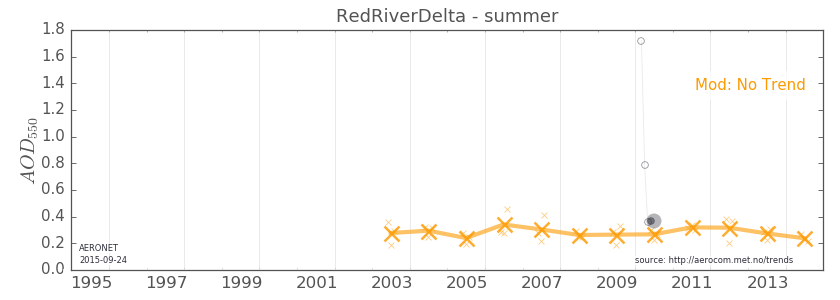 RedRiverDelta - summer
1.8
1.6
1.4
1.2
1.0
0.8
0.6
0.4
0.2
0.0
AOD550
Mod: No Trend
AERONET
2015-09-24
source: http://aerocom.met.no/trends
1995 1997 1999 2001 2003 2005 2007 2009 2011 2013